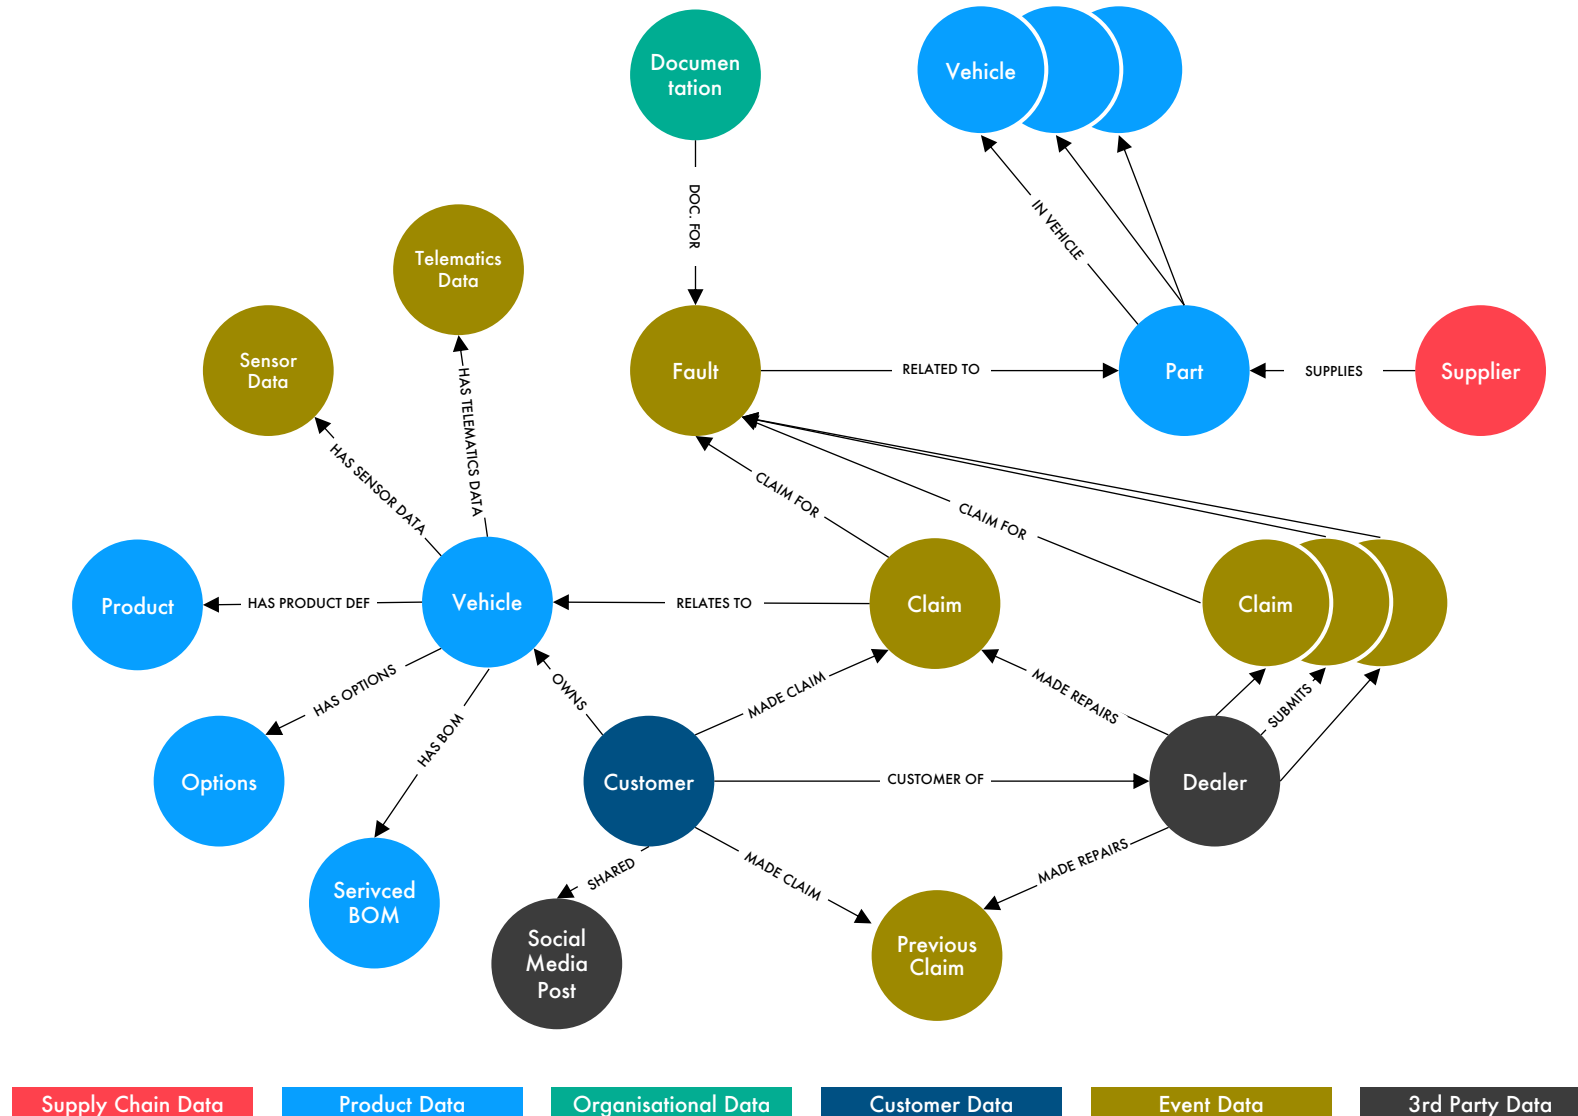 Documen
tation
Vehicle
DOC. FOR
IN VEHICLE
Telematics
Data
Sensor
Data
Fault
RELATED TO
Part
SUPPLIES
Supplier
HAS TELEMATICS DATA
HAS SENSOR DATA
CLAIM FOR
CLAIM FOR
Product
HAS PRODUCT DEF
Vehicle
RELATES TO
Claim
Claim
HAS OPTIONS
OWNS
MADE CLAIM
MADE REPAIRS
SUBMITS
HAS BOM
Options
Customer
CUSTOMER OF
Dealer
SHARED
MADE CLAIM
MADE REPAIRS
Serivced
BOM
Social
Media
Post
Previous
Claim
Supply Chain Data
Product Data
Organisational Data
Customer Data
Event Data
3rd Party Data